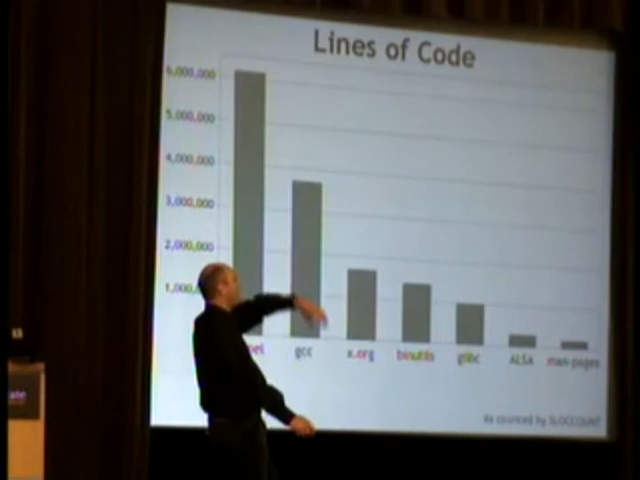 Lines of Code
6,000,000
5,000,000
4,000,000
3,000,000
2,000,000
1,000,
nel gcc x.org binutils glibc ALSA man-pages
As counted by SLOCCOUNT